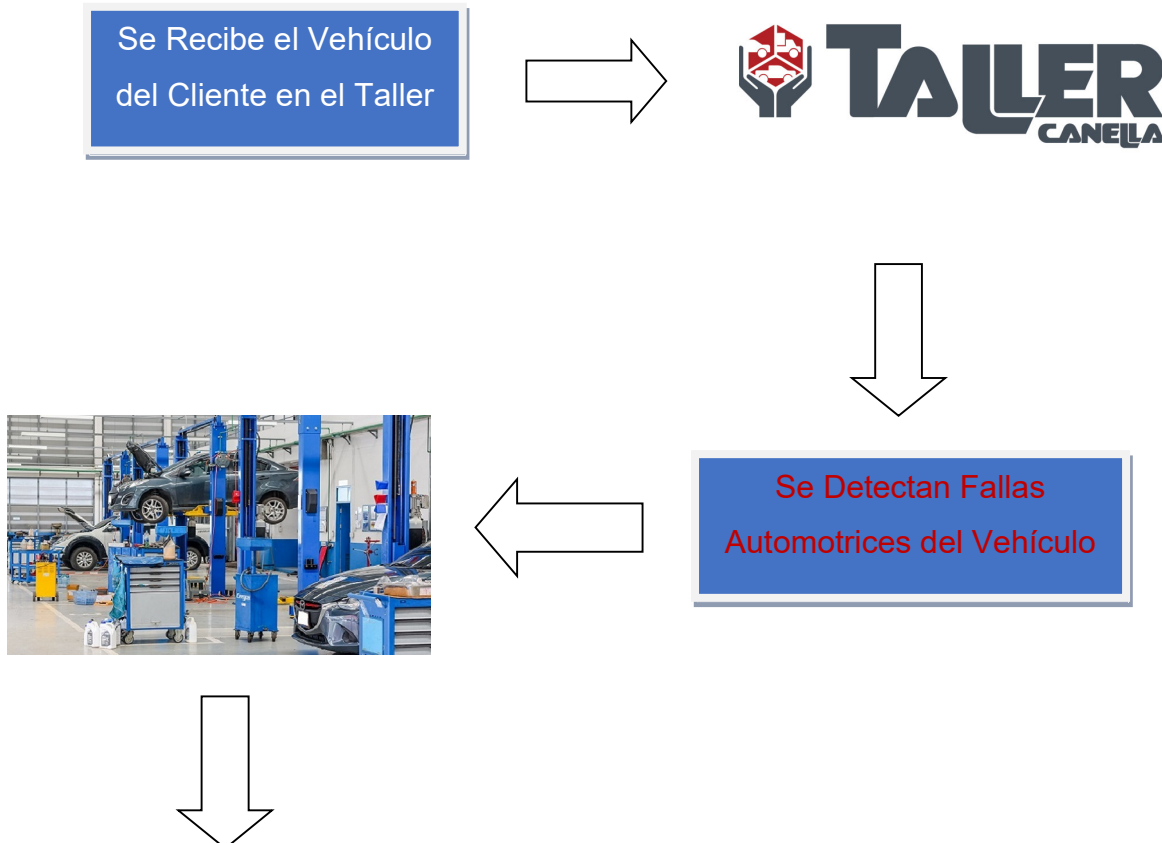 Se Recibe el Vehículo
del Cliente en el Taller
TALLER
CANELLA
Se Detectan Fallas
Automotrices del Vehículo